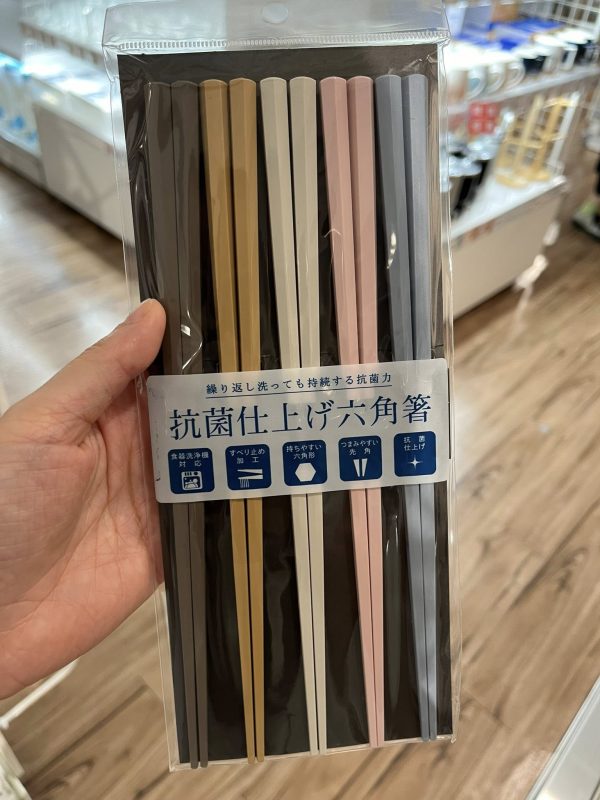 繰り返し洗っても持続する抗菌力
抗菌仕上げ六角箸
食器洗浄機
対応
すべり止め
加工
持ちやすい
六角形
つまみやすい
先角
抗菌
仕上げ